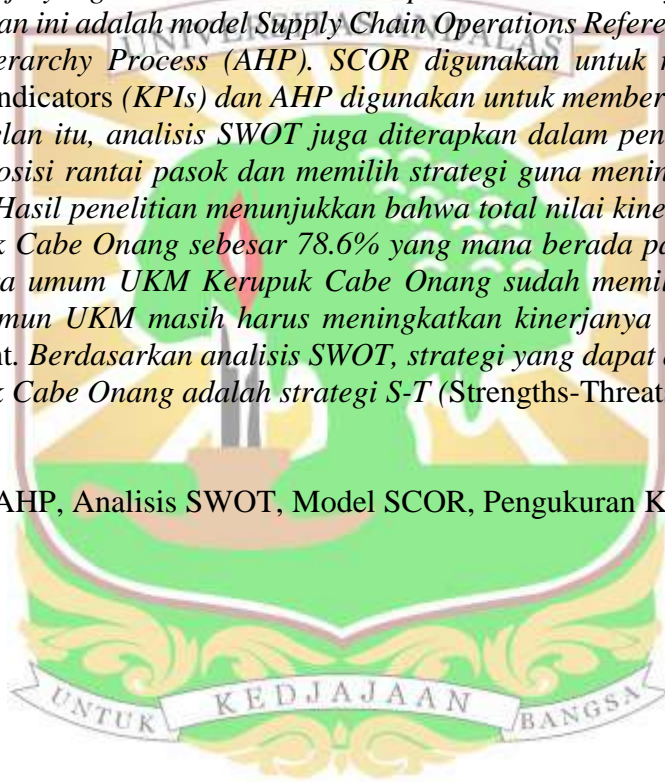 an ini adalah model Supply Chain Operations Refere
UNIVERSITAS ANDALAS
erarchy Process (AHP). SCOR digunakan untuk
ndicators (KPIs) dan AHP digunakan untuk member
lan itu, analisis SWOT juga diterapkan dalam pen
osisi rantai pasok dan memilih strategi guna menin
Hasil penelitian menunjukkan bahwa total nilai kine
k Cabe Onang sebesar 78.6% yang mana berada pa
a umum UKM Kerupuk Cabe Onang sudah memil
mun UKM masih harus meningkatkan kinerjanya
nt. Berdasarkan analisis SWOT, strategi yang dapat
k Cabe Onang adalah strategi S-T (Strengths-Threat
AHP, Analisis SWOT, Model SCOR, Pengukuran K
UNTUK KEDJAJAAN BANGSA